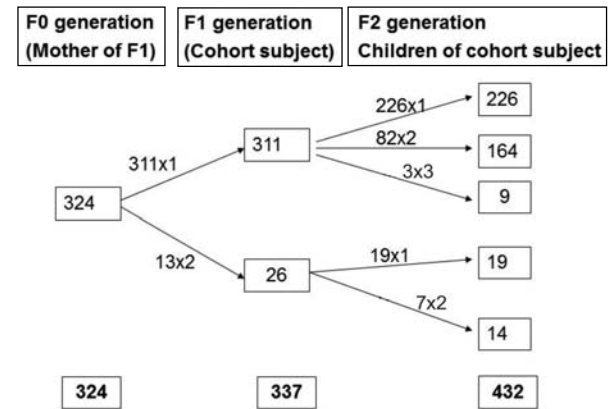 F0 generation
(Mother of F1)
F1 generation
(Cohort subject)
F2 generation
Children of cohort subject
226x1
226
82x2
311
164
311x1
3x3
9
324
13x2
19x1
19
26
7x2
14
324
337
432